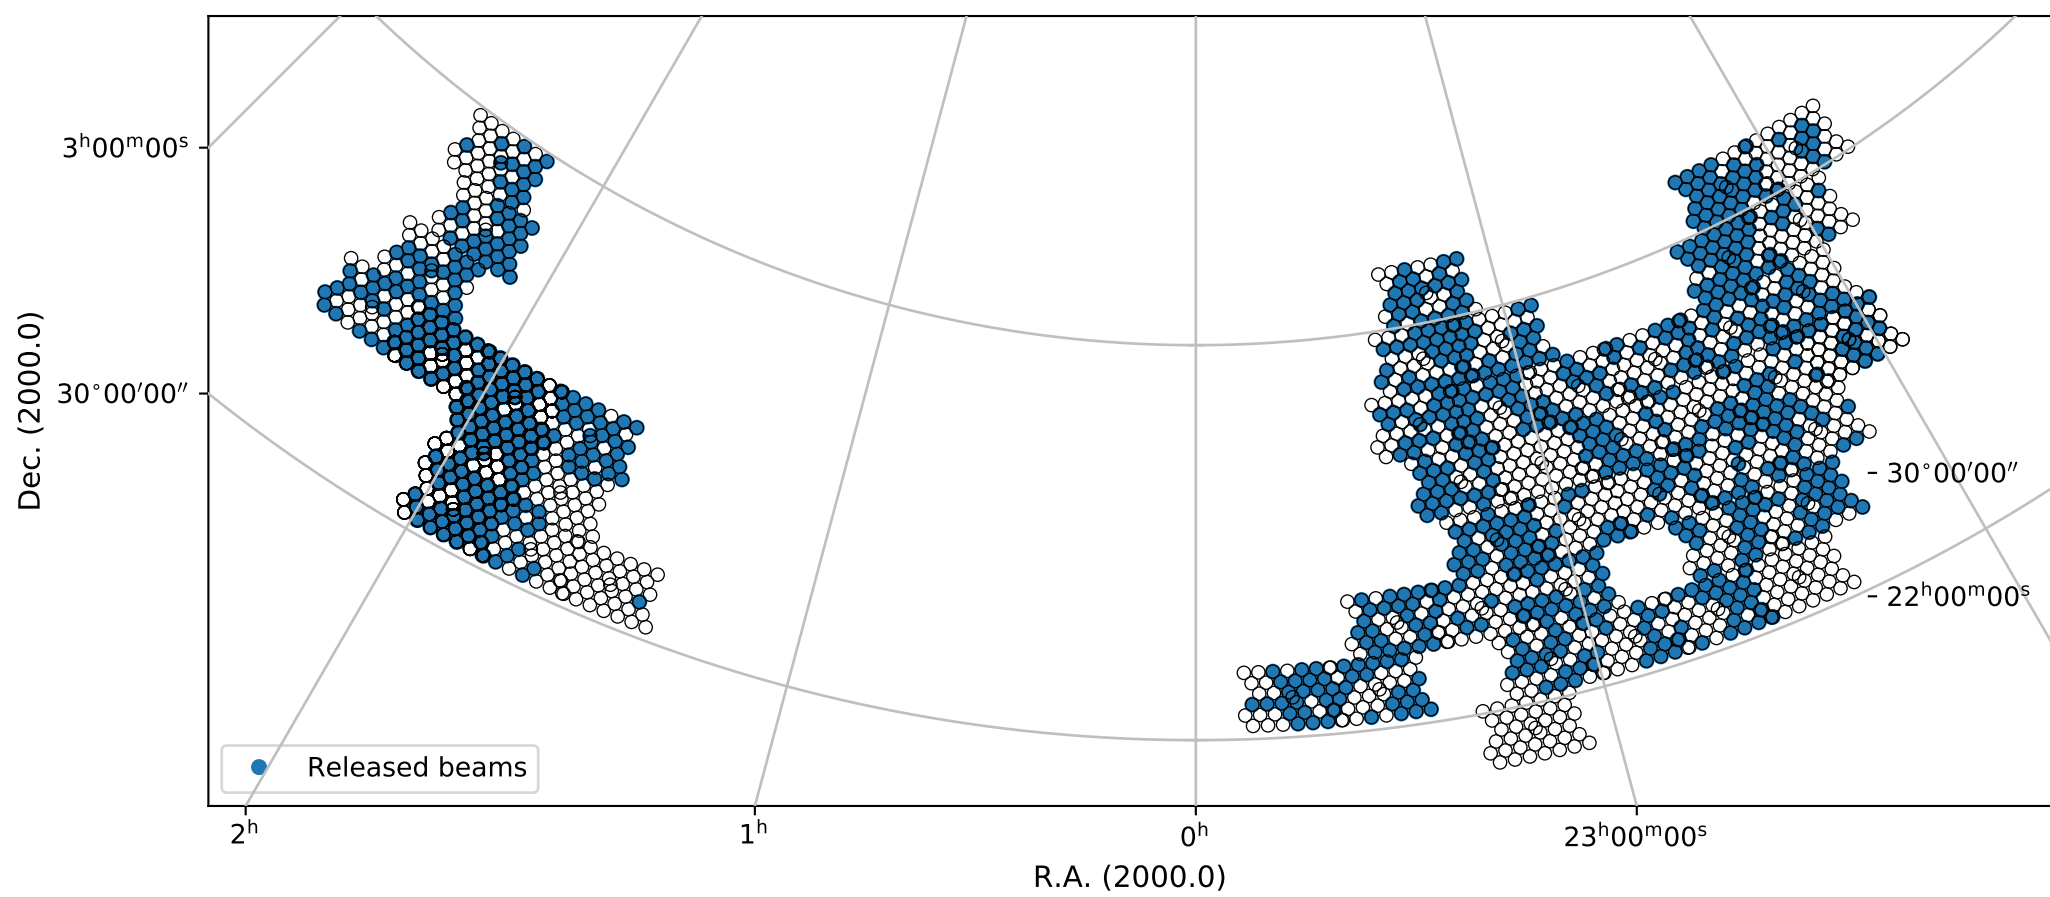 3ʰ00ᵐ00ˢ
30°00′00″
Dec. (2000.0)
30°00′00″
22ʰ00ᵐ00ˢ
Released beams
2ʰ 1ʰ 0ʰ 23ʰ00ᵐ00ˢ
R.A. (2000.0)